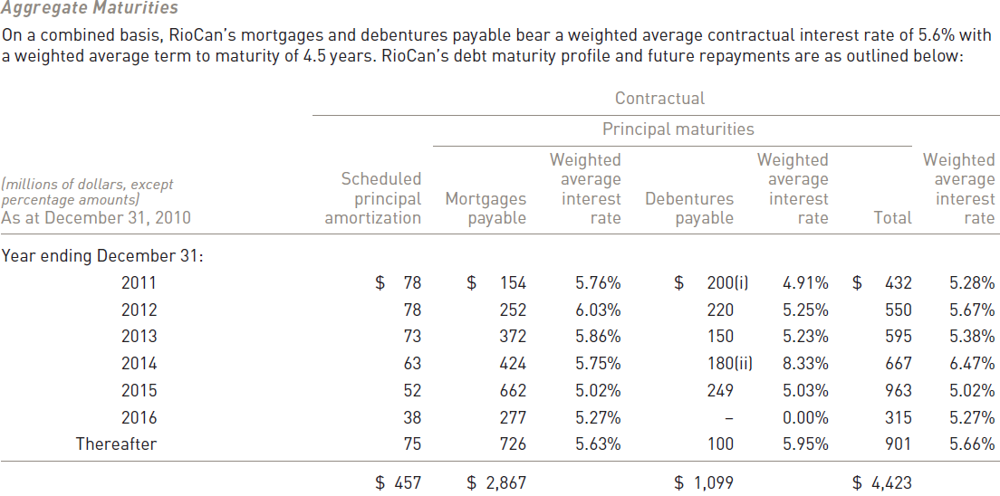 Aggregate Maturities
On a combined basis, RioCan's mortgages and debentures payable bear a weighted average contractual interest rate of 5.6% with
a weighted average term to maturity of 4.5 years. RioCan's debt maturity profile and future repayments are as outlined below:
Contractual
Principal maturities
Weighted Weighted Weighted
(millions of dollars, except Scheduled average average average
percentage amounts) principal Mortgages interest Debentures interest interest
As at December 31, 2010 amortization payable rate payable rate Total rate
Year ending December 31:
2011 $ 78 $ 154 5.76% $ 200(i) 4.91% $ 432 5.28%
2012 78 252 6.03% 220 5.25% 550 5.67%
2013 73 372 5.86% 150 5.23% 595 5.38%
2014 63 424 5.75% 180(ii) 8.33% 667 6.47%
2015 52 662 5.02% 249 5.03% 963 5.02%
2016 38 277 5.27% – 0.00% 315 5.27%
Thereafter 75 726 5.63% 100 5.95% 901 5.66%
$ 457 $ 2,867 $ 1,099 $ 4,423